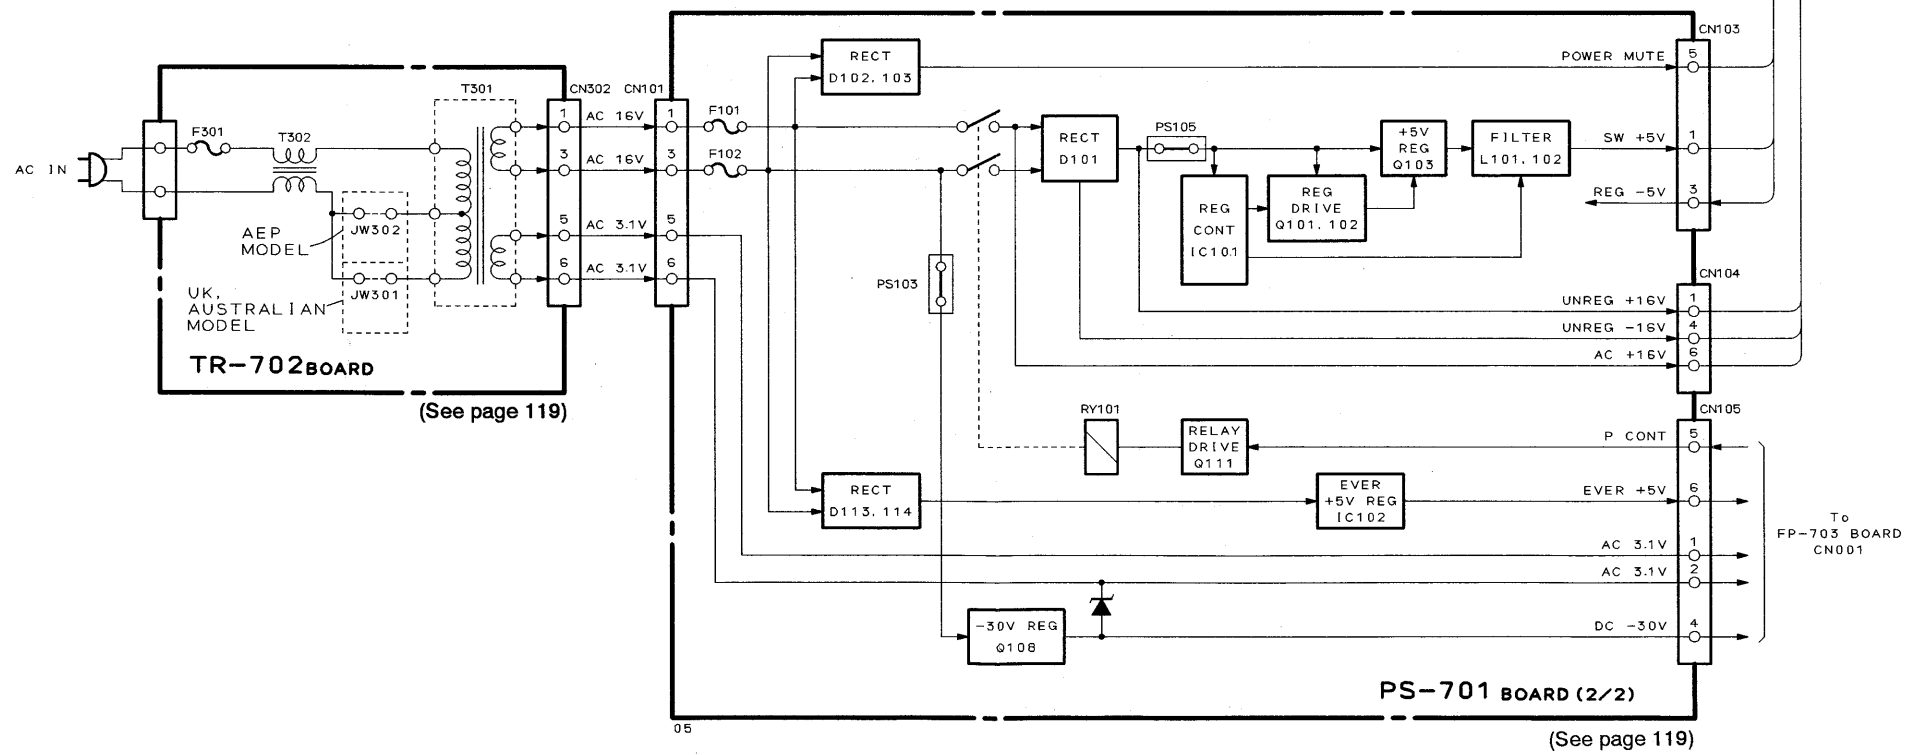 CN103
RECT
D102,103
POWER MUTE
5
T301
CN302
CN101
F301
T302
1
AC 16V
1
F101
PS105
+5V
REG
Q103
FILTER
L101,102
SW +5V
1
RECT
D101
AC IN
3
AC 16V
3
F102
REG
CONT
IC101
REG
DRIVE
Q101,102
REG -5V
3
AEP
MODEL
JW302
5
AC 3.1V
5
6
AC 3.1V
6
PS103
CN104
UK,
AUSTRALIAN
MODEL
JW301
UNREG +16V
1
UNREG -16V
4
AC +16V
6
TR-702 BOARD
(See page 119)
RY101
RELAY
DRIVE
Q111
CN105
P CONT
5
RECT
D113,114
EVER
+5V REG
IC102
EVER +5V
6
To
FP-703 BOARD
CN001
AC 3.1V
1
AC 3.1V
2
-30V REG
Q108
DC -30V
4
PS-701 BOARD (2/2)
05
(See page 119)